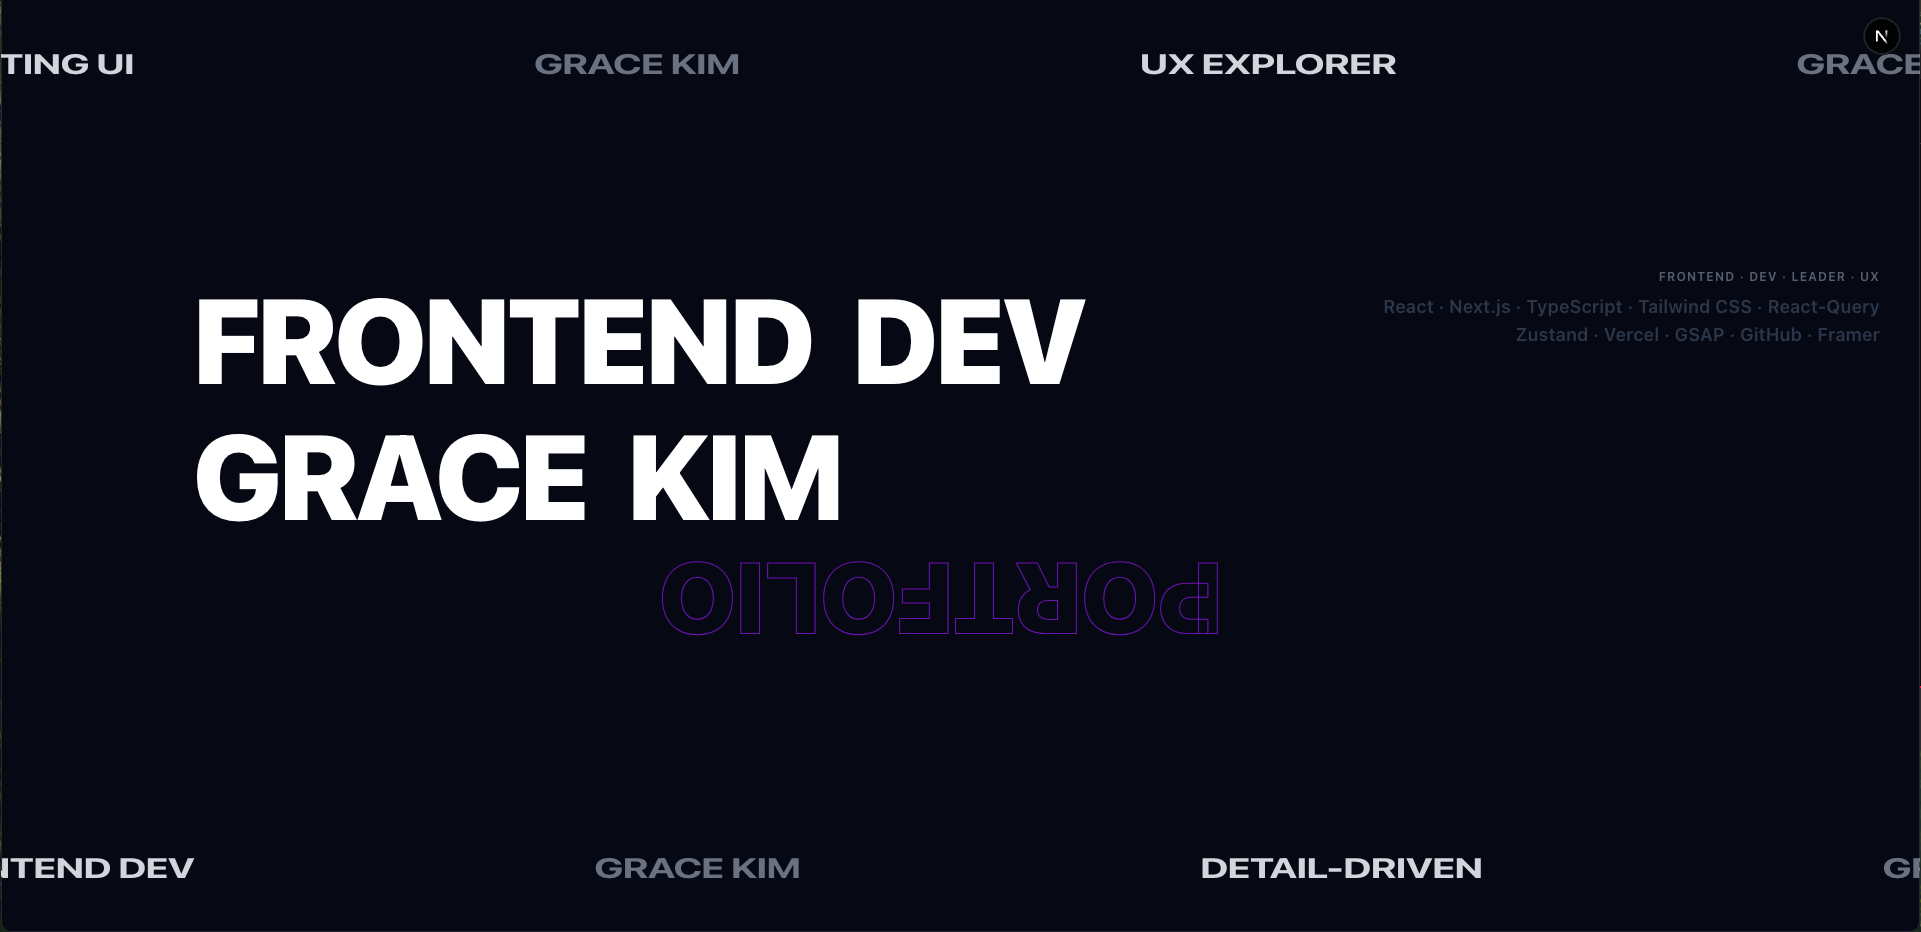 TING UI GRACE KIM UX EXPLORER GRACE
N
FRONTEND · DEV · LEADER · UX
React · Next.js · TypeScript · Tailwind CSS · React-Query
Zustand · Vercel · GSAP · GitHub · Framer
FRONTEND DEV
GRACE KIM
PORTFOLIO
NTEND DEV GRACE KIM DETAIL-DRIVEN GR